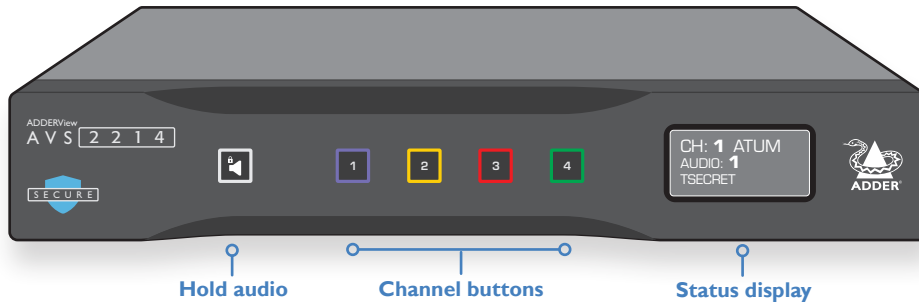 ADDERView
AVS 2214
SECURE
1
2
3
4
CH: 1 ATUM
AUDIO: 1
TSECRET
ADDER®
Hold audio
Channel buttons
Status display